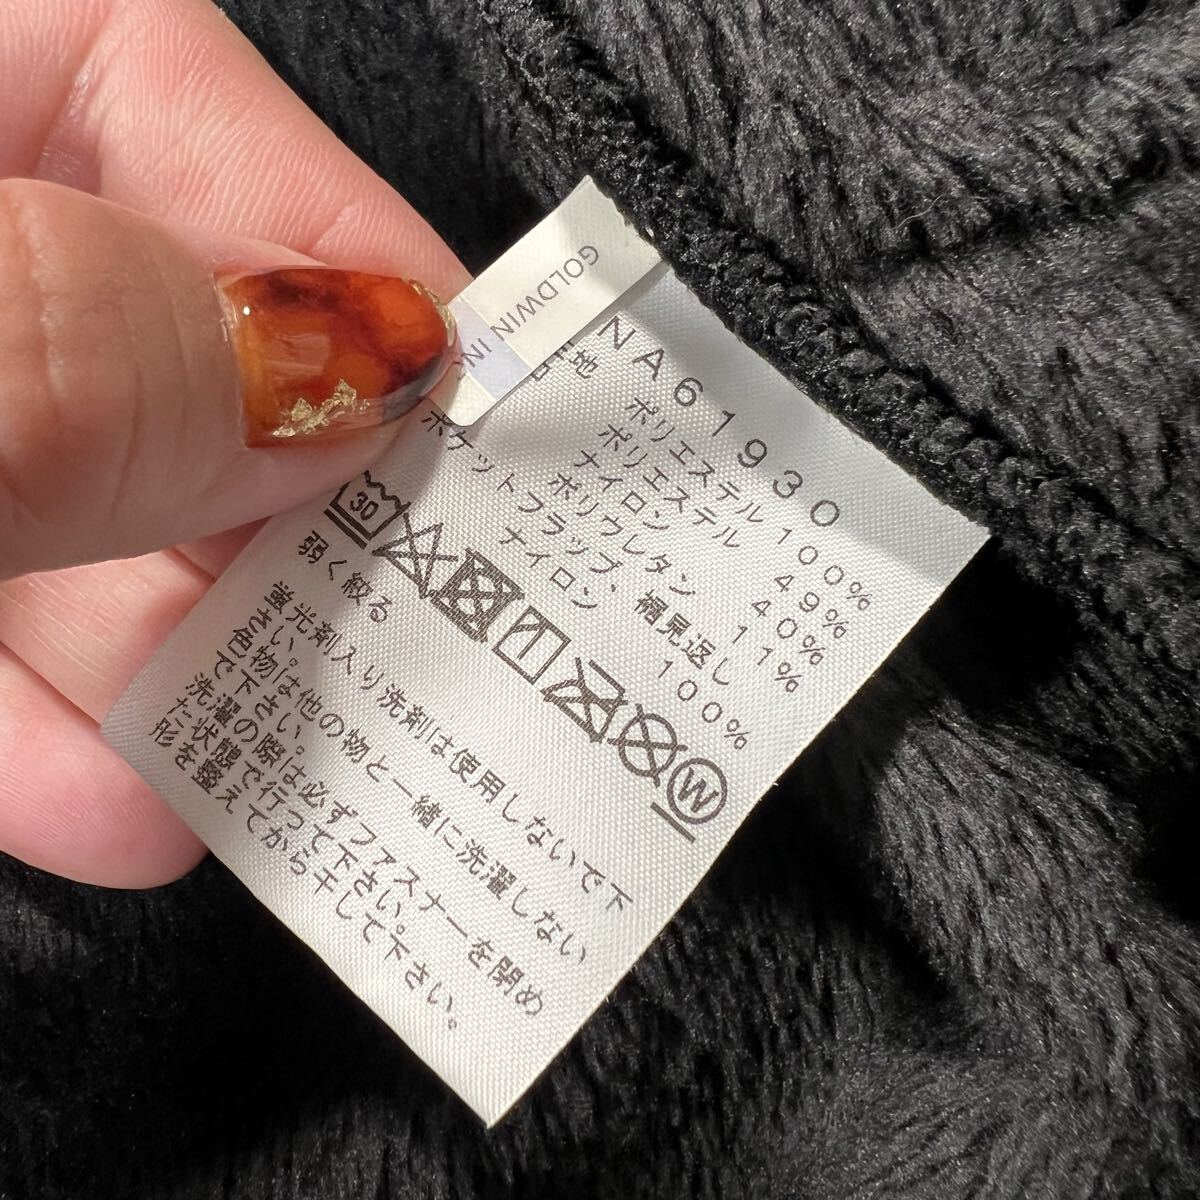 GOLDWIN IN
NA61930
ポリエステル 100%
ポリエステル 49%
ナイロン 40%
ポリウレタン 11%
ポケットフラップ、裾見返し
ナイロン 100%
30
W
弱く絞る
蛍光剤入り洗剤は使用しないで下
さい。
濃色物は他の物と一緒に洗濯しない
で下さい。
洗濯の際は必ずファスナーを閉め
た状態で行って下さい。
形を整えてから干して下さい。